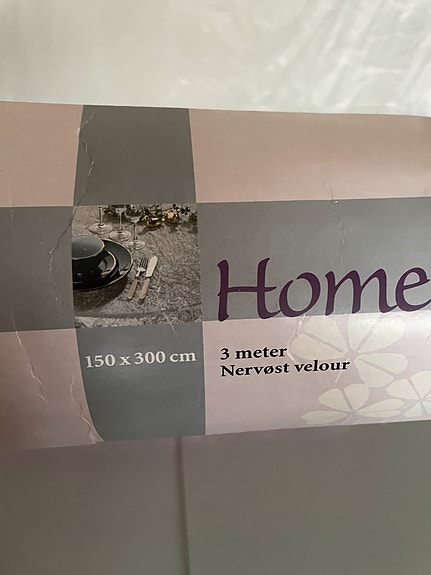 Home
150 x 300 cm
3 meter
Nervøst velour